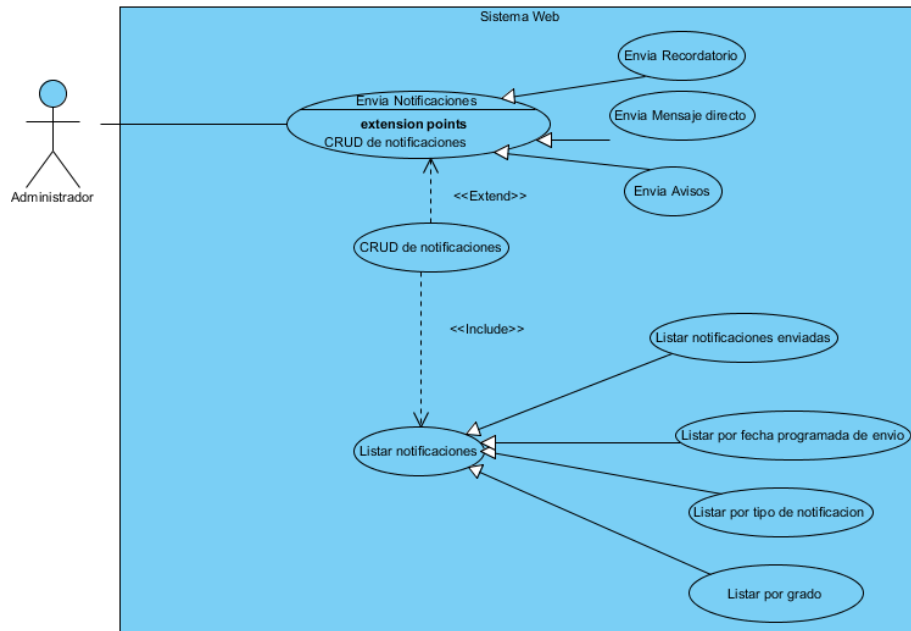 Sistema Web
Envia Recordatorio
Envia Notificaciones
extension points
CRUD de notificaciones
Envia Mensaje directo
Administrador
<<Extend>>
Envia Avisos
CRUD de notificaciones
<<Include>>
Listar notificaciones enviadas
Listar por fecha programada de envio
Listar notificaciones
Listar por tipo de notificacion
Listar por grado